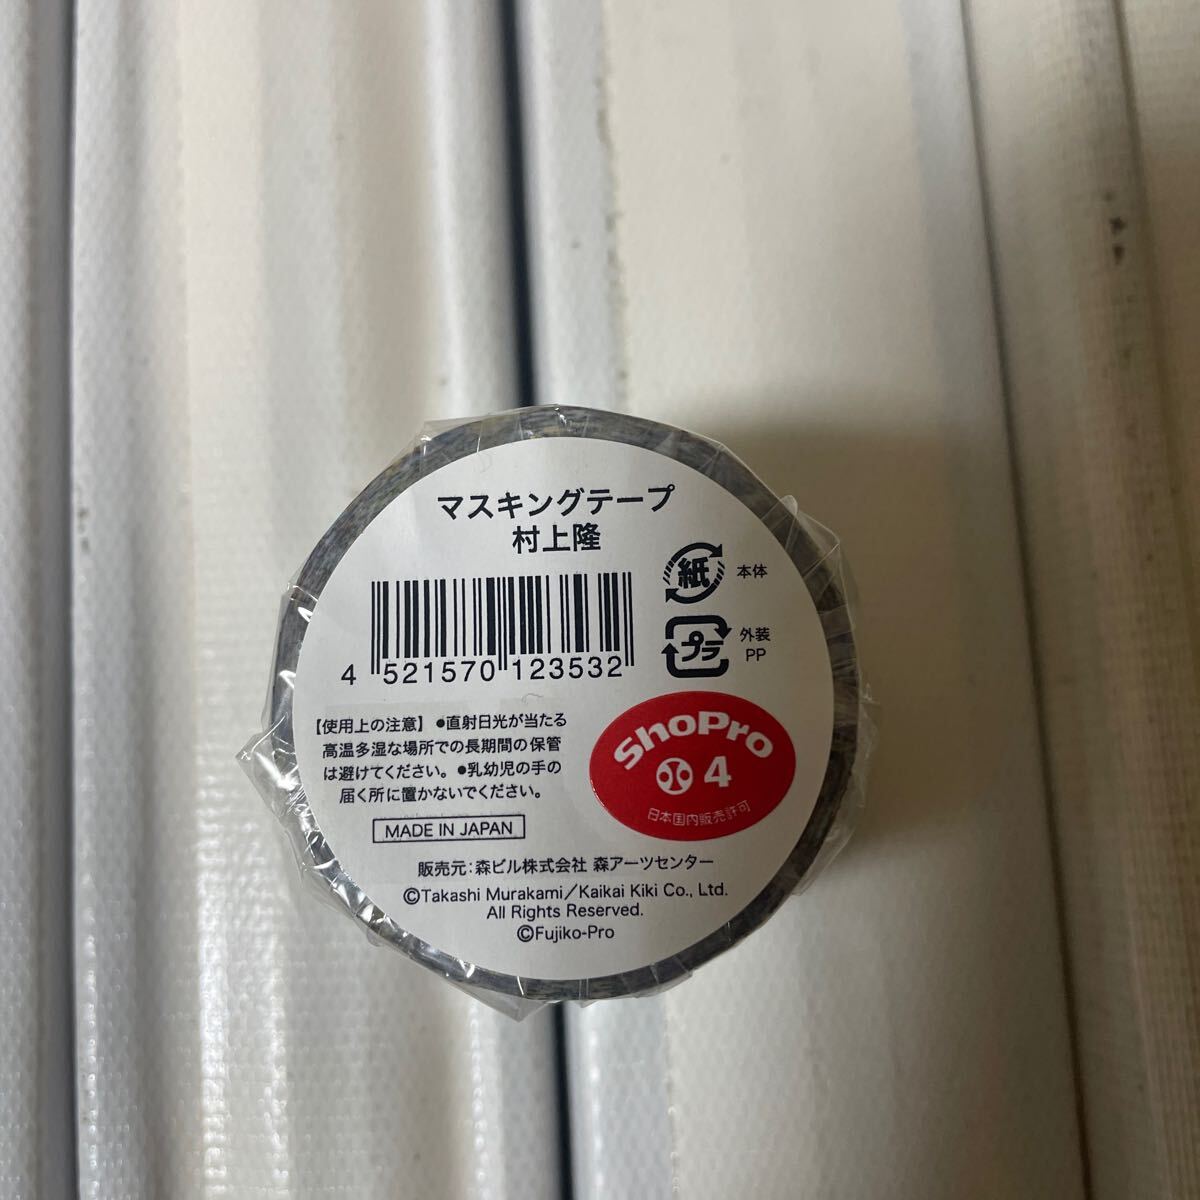 マスキングテープ
村上隆
紙 本体
プラ 外装
PP
4 521570 123532
【使用上の注意】●直射日光が当たる
高温多湿な場所での長期間の保管
は避けてください。●乳幼児の手の
届く所に置かないでください。
ShoPro
4
日本国内販売許可
MADE IN JAPAN
販売元：森ビル株式会社 森アーツセンター
©Takashi Murakami／Kaikai Kiki Co., Ltd.
All Rights Reserved.
©Fujiko-Pro